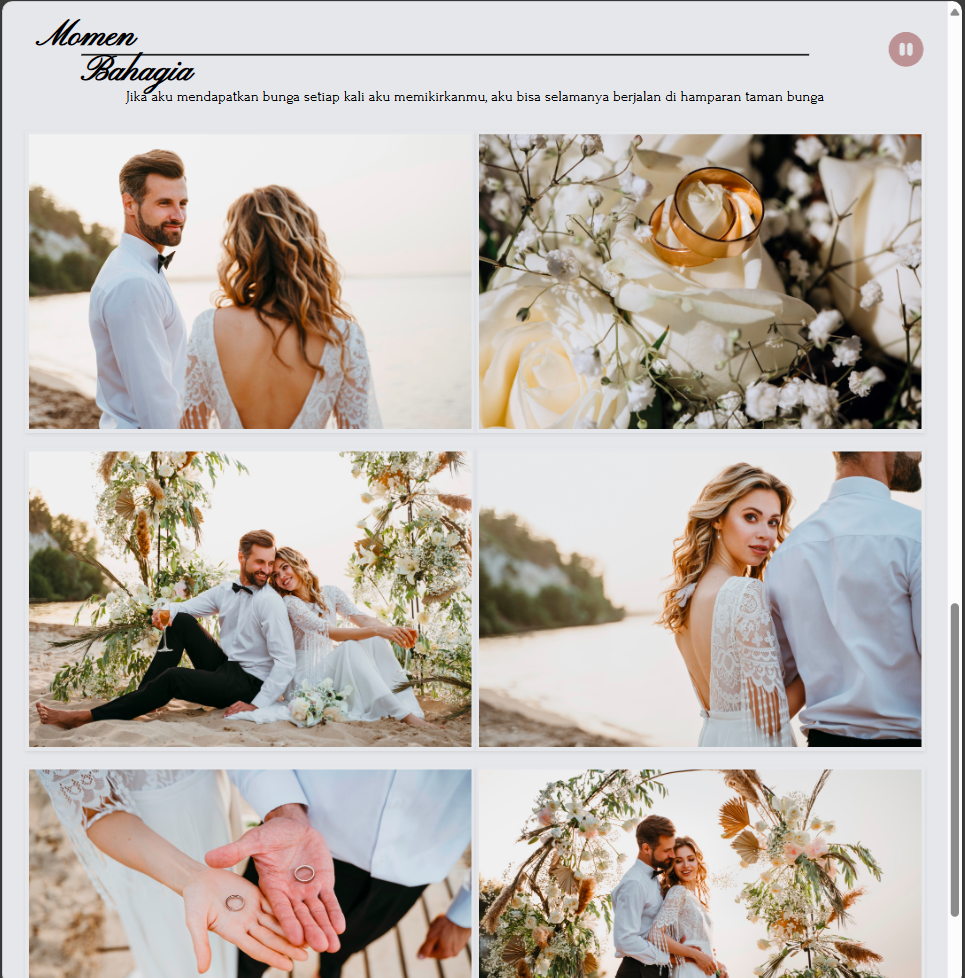 Momen
Bahagia
Jika aku mendapatkan bunga setiap kali aku memikirkanmu, aku bisa selamanya berjalan di hamparan taman bunga